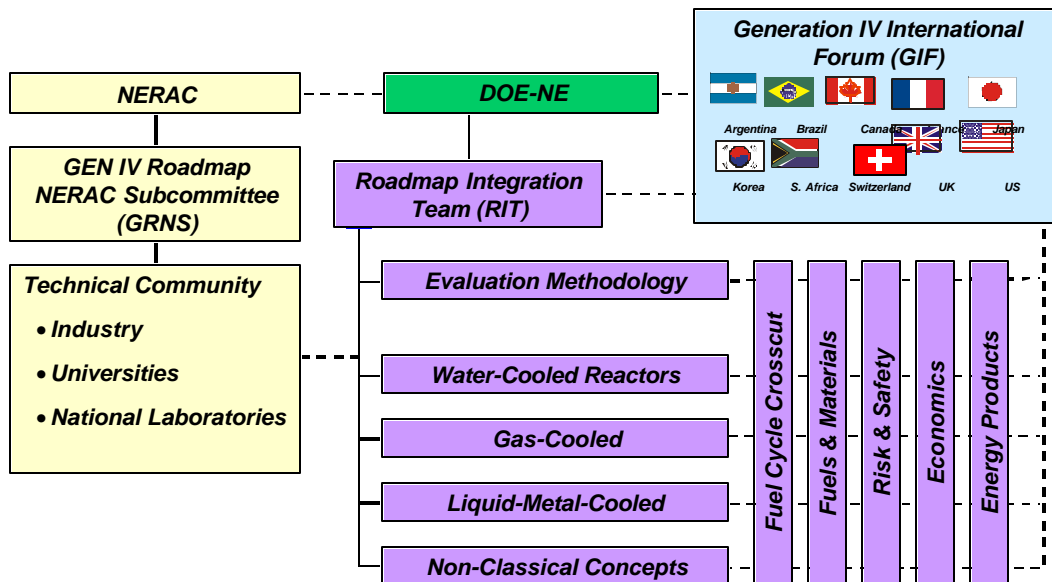 Generation IV International
Forum (GIF)
NERAC
DOE-NE
Argentina Brazil Canada Japan
GEN IV Roadmap
NERAC Subcommittee
(GRNS)
Roadmap Integration
Team (RIT)
Korea S. Africa Switzerland UK US
Technical Community
• Industry
• Universities
• National Laboratories
Evaluation Methodology
Water-Cooled Reactors
Gas-Cooled
Liquid-Metal-Cooled
Non-Classical Concepts
Fuel Cycle Crosscut
Fuels & Materials
Risk & Safety
Economics
Energy Products